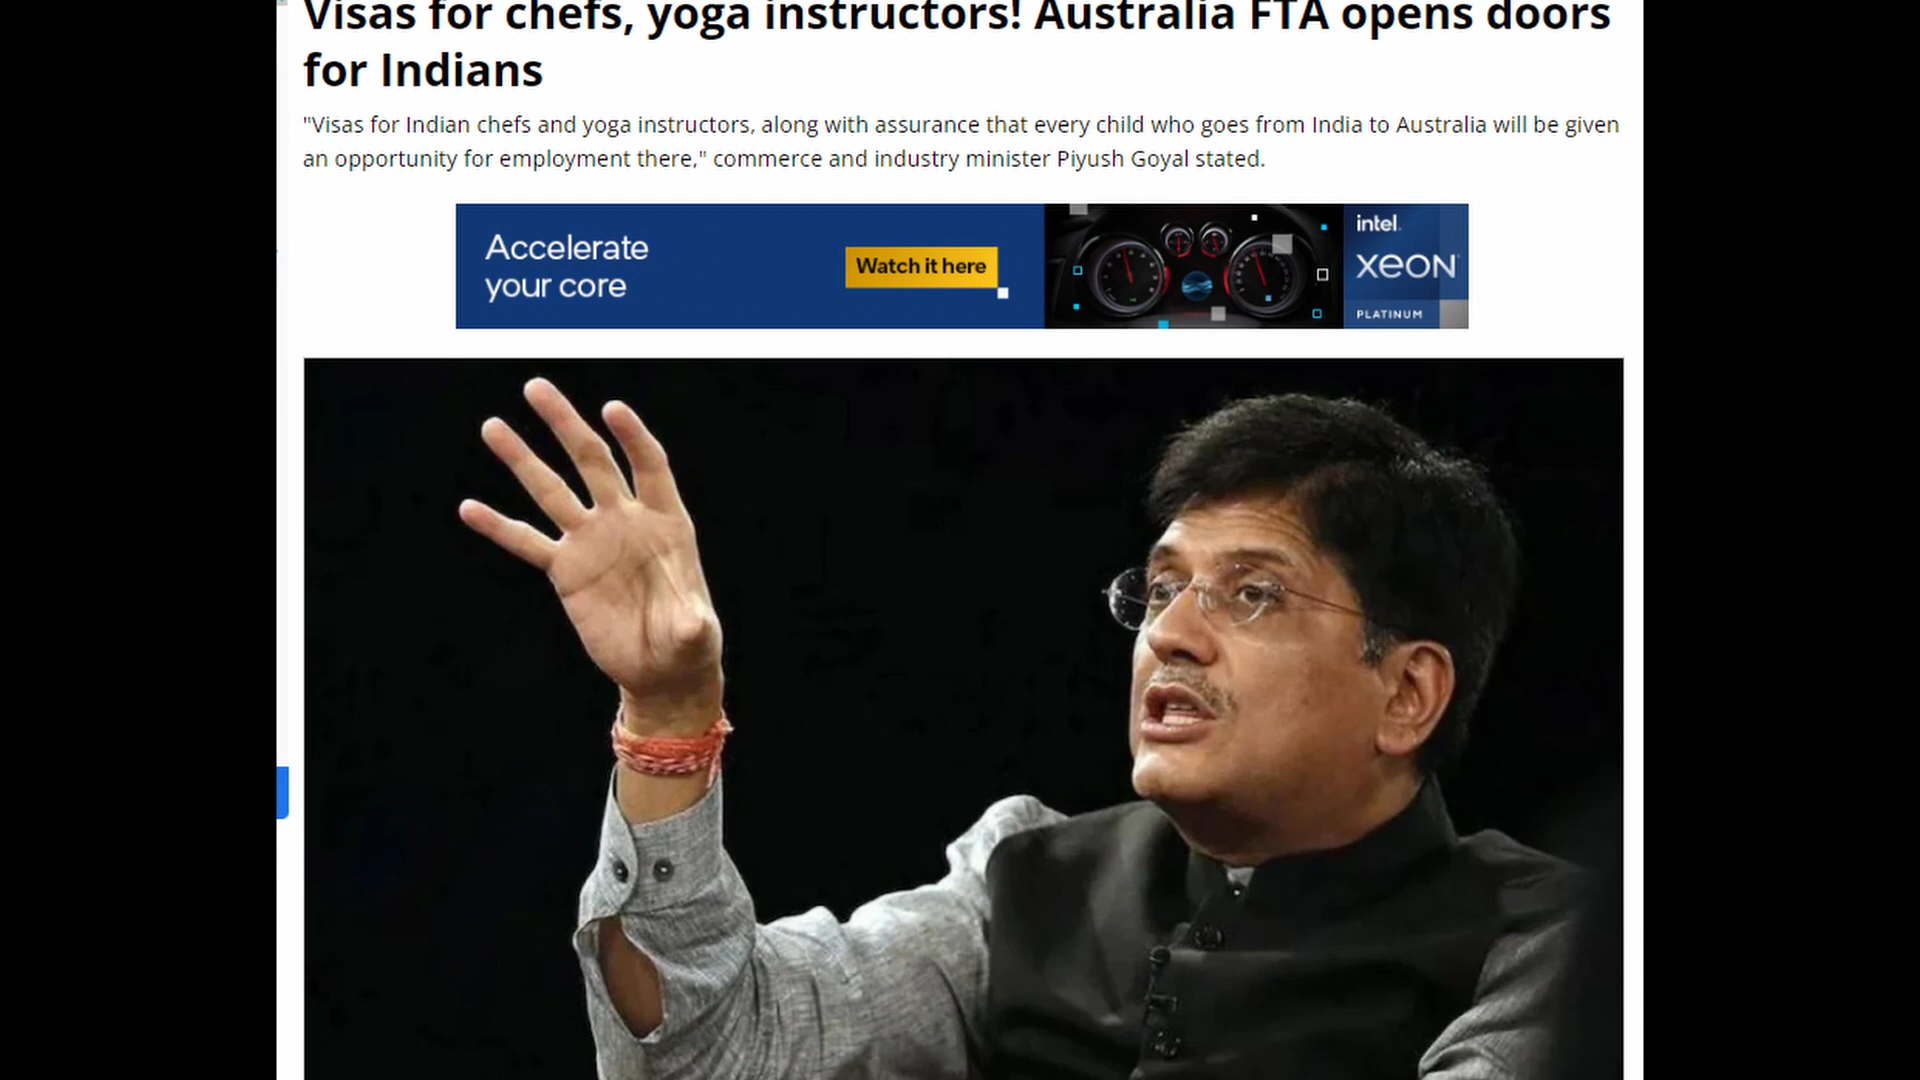 Visas for chefs, yoga instructors! Australia FTA opens doors
for Indians
"Visas for Indian chefs and yoga instructors, along with assurance that every child who goes from India to Australia will be given
an opportunity for employment there," commerce and industry minister Piyush Goyal stated.
Accelerate
your core
Watch it here
intel.
xeon
PLATINUM